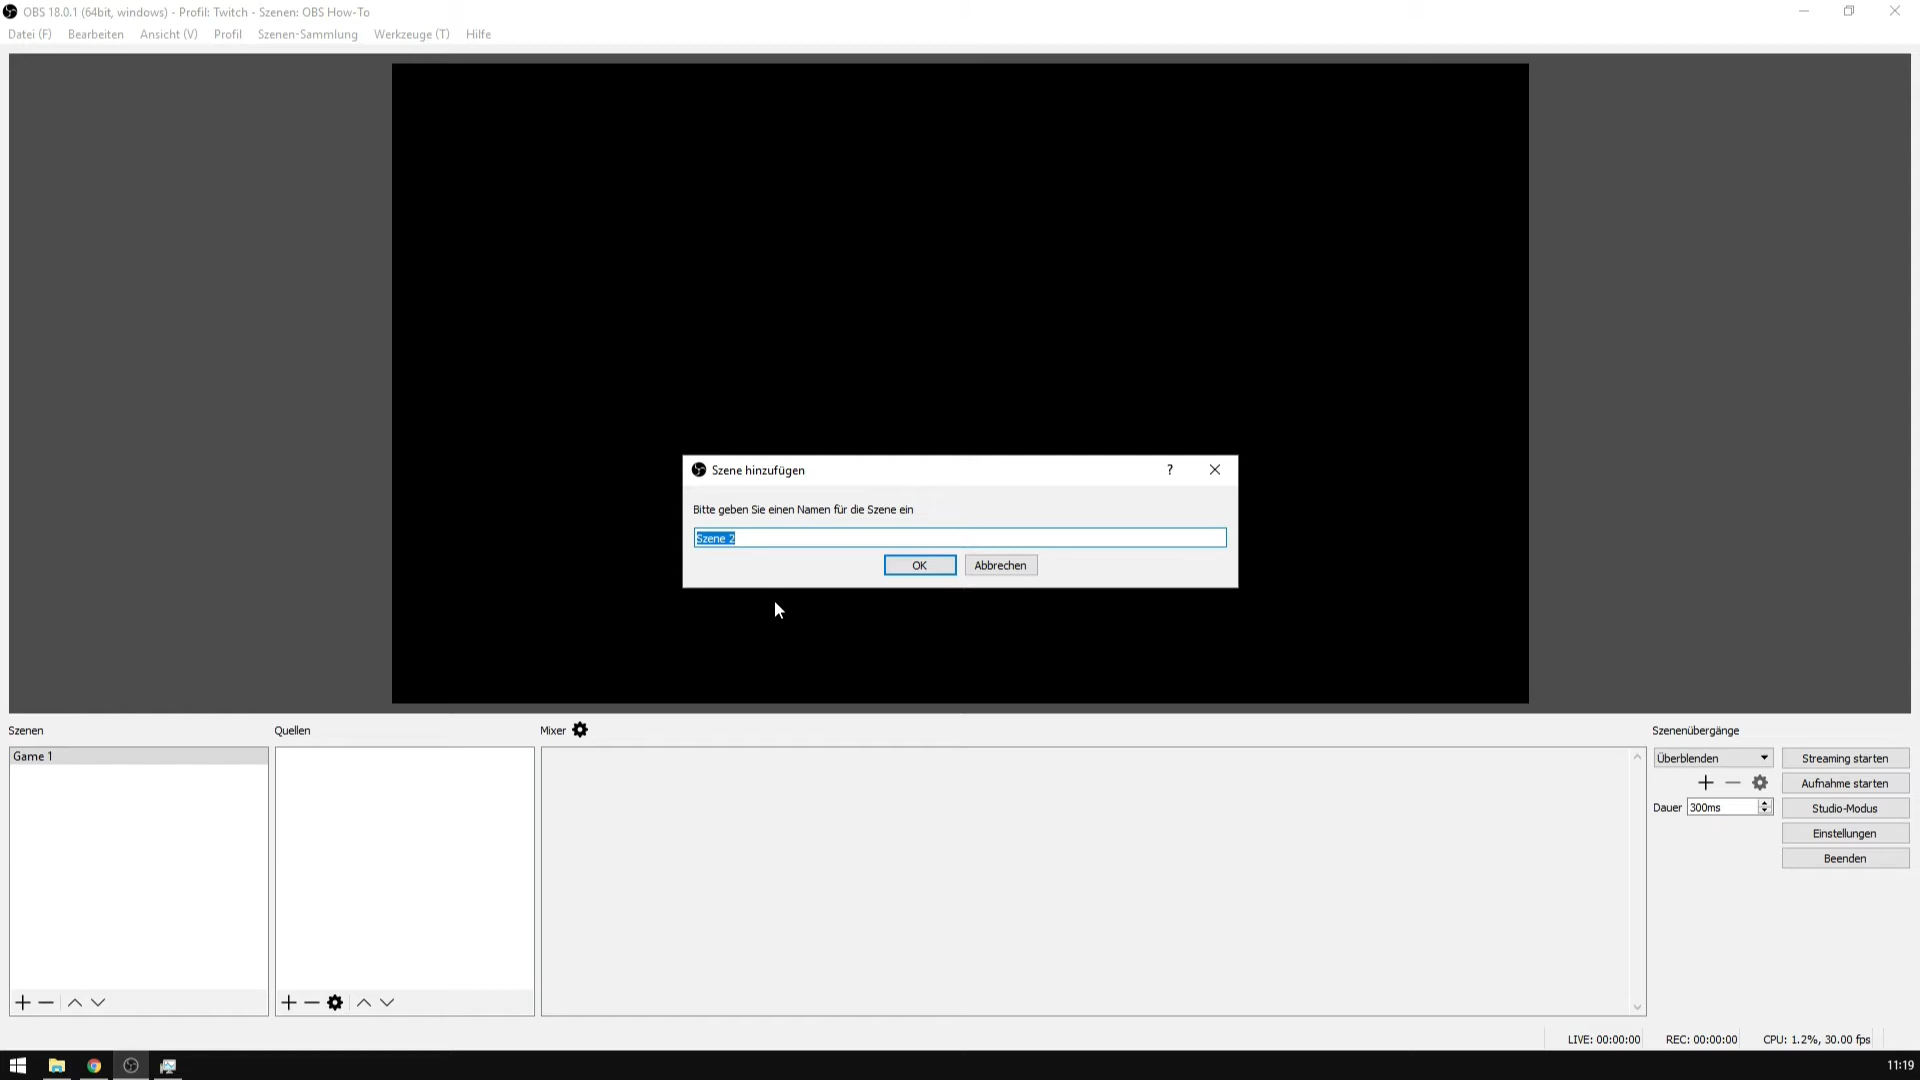 OBS 18.0.1 (64bit, windows) - Profil: Twitch - Szenen: OBS How-To
Datei (F) Bearbeiten Ansicht (V) Profil Szenen-Sammlung Werkzeuge (T) Hilfe
Szene hinzufügen ?
Bitte geben Sie einen Namen für die Szene ein
Szene 2
OK Abbrechen
Szenen Quellen Mixer Szenenübergänge
Game 1
Überblenden
Dauer 300ms
Streaming starten
Aufnahme starten
Studio-Modus
Einstellungen
Beenden
LIVE: 00:00:00 REC: 00:00:00 CPU: 1.2%, 30.00 fps
11:19